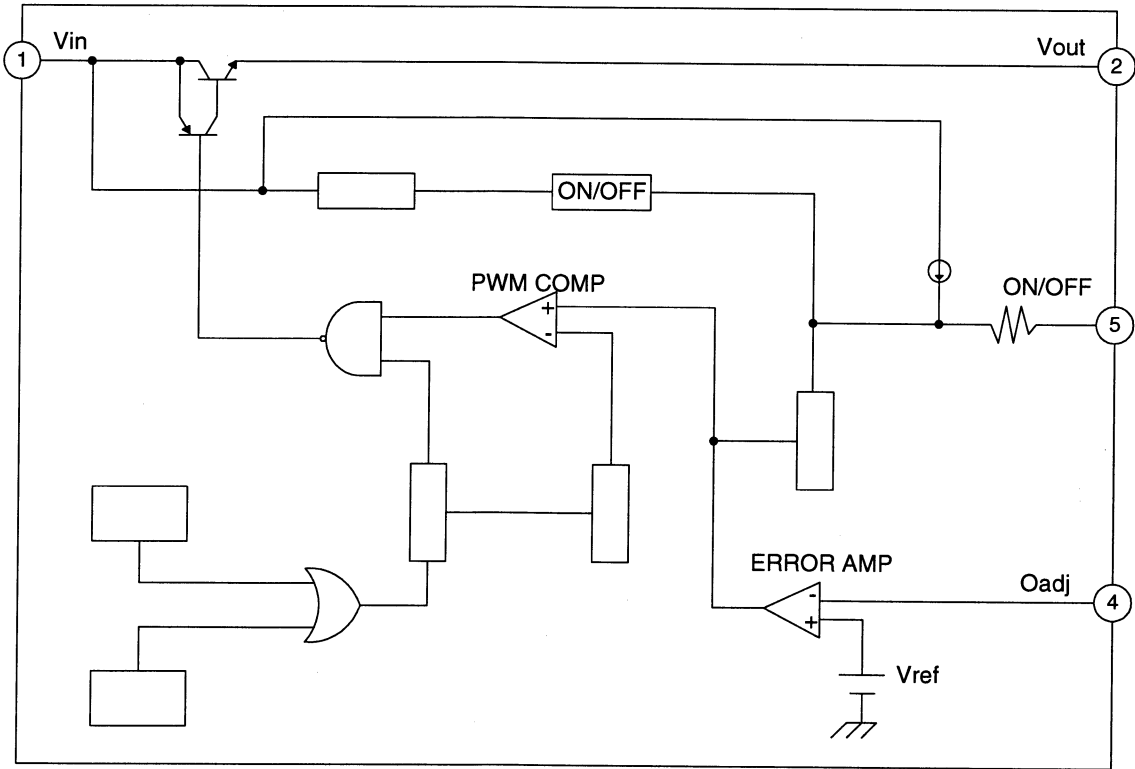 1
Vin
Vout
2
ON/OFF
PWM COMP
+
-
ON/OFF
5
ERROR AMP
-
+
Oadj
4
Vref